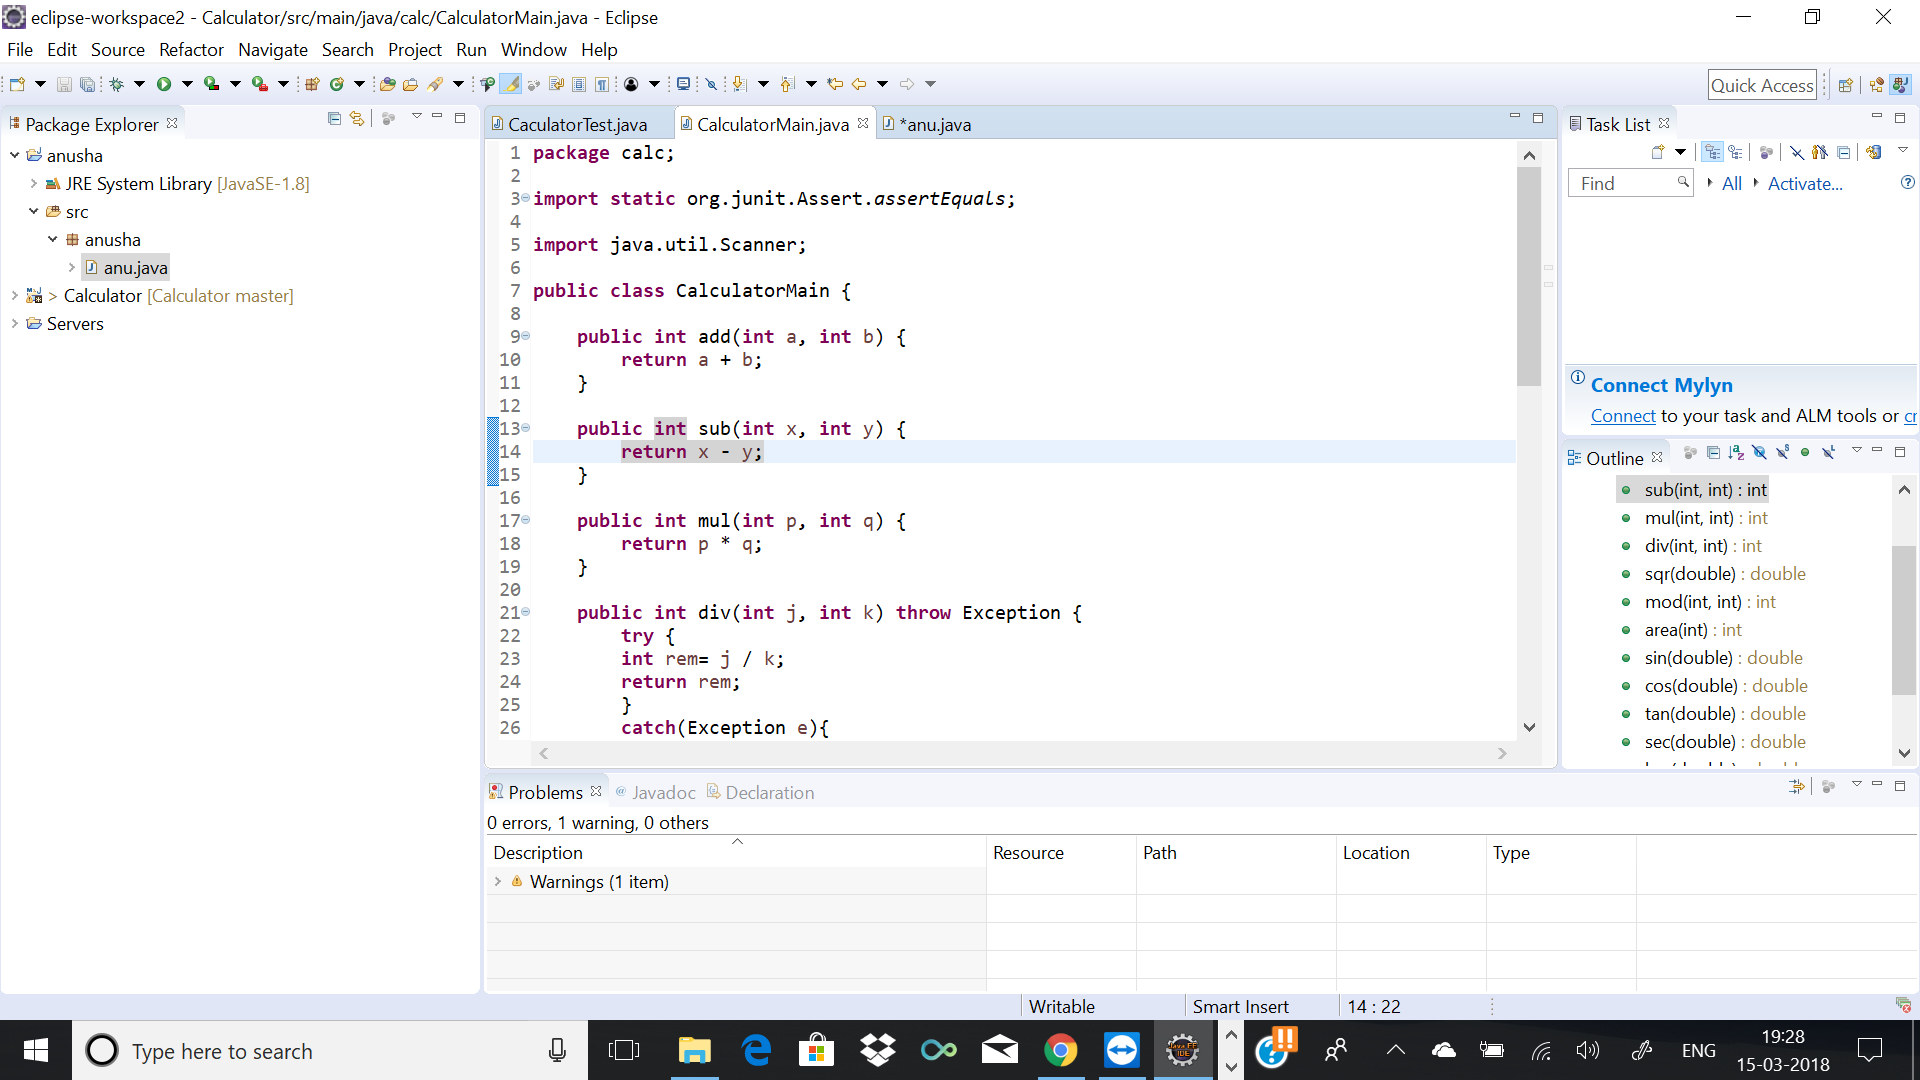 eclipse-workspace2 - Calculator/src/main/java/calc/CalculatorMain.java - Eclipse
File Edit Source Refactor Navigate Search Project Run Window Help
Quick Access
Package Explorer
anusha
JRE System Library [JavaSE-1.8]
src
anusha
anu.java
> Calculator [Calculator master]
Servers
CaculatorTest.java CalculatorMain.java *anu.java
1 package calc;
2
3 import static org.junit.Assert.assertEquals;
4
5 import java.util.Scanner;
6
7 public class CalculatorMain {
8
9 public int add(int a, int b) {
10 return a + b;
11 }
12
13 public int sub(int x, int y) {
14 return x - y;
15 }
16
17 public int mul(int p, int q) {
18 return p * q;
19 }
20
21 public int div(int j, int k) throw Exception {
22 try {
23 int rem= j / k;
24 return rem;
25 }
26 catch(Exception e){
Task List
Find All Activate...
Connect Mylyn
Connect to your task and ALM tools or cr
Outline
sub(int, int) : int
mul(int, int) : int
div(int, int) : int
sqr(double) : double
mod(int, int) : int
area(int) : int
sin(double) : double
cos(double) : double
tan(double) : double
sec(double) : double
Problems @ Javadoc Declaration
0 errors, 1 warning, 0 others
Description Resource Path Location Type
Warnings (1 item)
Writable Smart Insert 14 : 22
Type here to search
ENG
19:28
15-03-2018